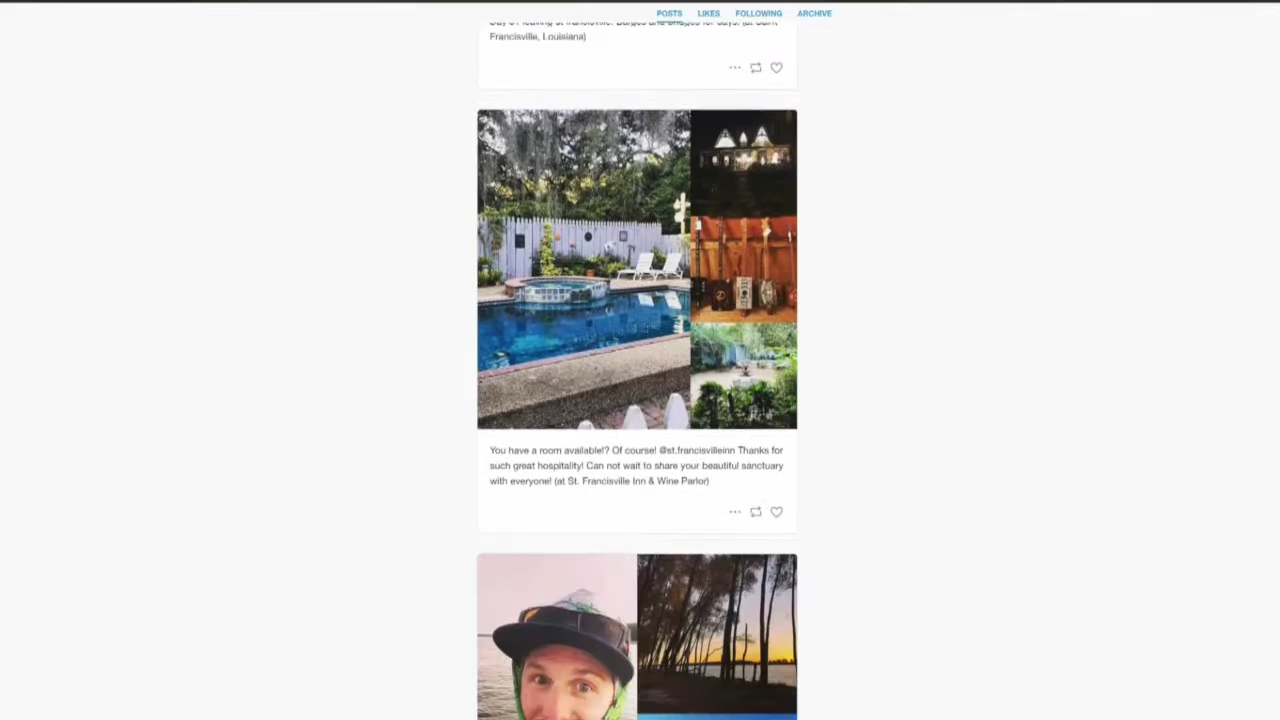 POSTS LIKES FOLLOWING ARCHIVE
Francisville, Louisiana)
You have a room available!? Of course! @st.francisvilleinn Thanks for
such great hospitality! Can not wait to share your beautiful sanctuary
with everyone! (at St. Francisville Inn & Wine Parlor)